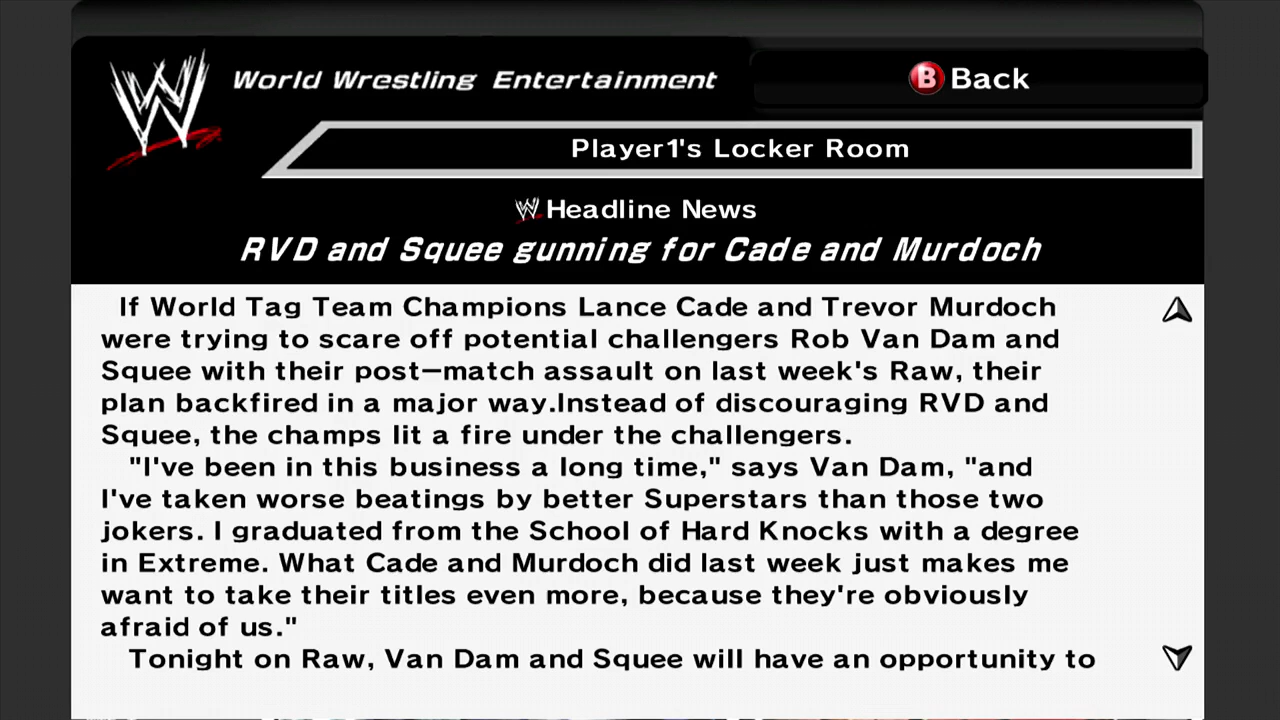 World Wrestling Entertainment
B Back
Player1's Locker Room
W Headline News
RVD and Squee gunning for Cade and Murdoch
If World Tag Team Champions Lance Cade and Trevor Murdoch
were trying to scare off potential challengers Rob Van Dam and
Squee with their post—match assault on last week's Raw, their
plan backfired in a major way.Instead of discouraging RVD and
Squee, the champs lit a fire under the challengers.
"I've been in this business a long time," says Van Dam, "and
I've taken worse beatings by better Superstars than those two
jokers. I graduated from the School of Hard Knocks with a degree
in Extreme. What Cade and Murdoch did last week just makes me
want to take their titles even more, because they're obviously
afraid of us."
Tonight on Raw, Van Dam and Squee will have an opportunity to